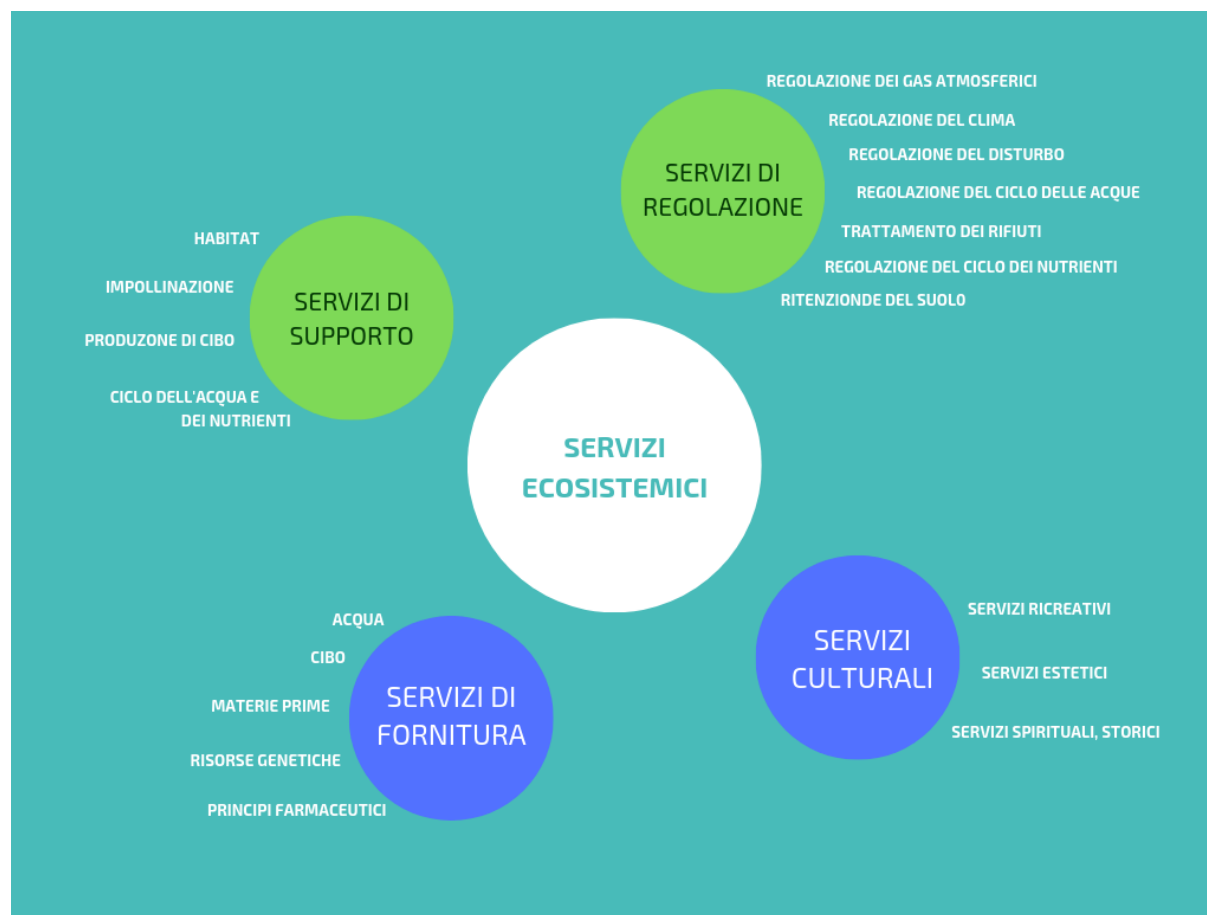 REGOLAZIONE DEI GAS ATMOSFERICI
REGOLAZIONE DEL CLIMA
REGOLAZIONE DEL DISTURBO
REGOLAZIONE DEL CICLO DELLE ACQUE
TRATTAMENTO DEI RIFIUTI
REGOLAZIONE DEL CICLO DEI NUTRIENTI
RITENZIONDE DEL SUOL0
SERVIZI DI
REGOLAZIONE
HABITAT
IMPOLLINAZIONE
PRODUZONE DI CIBO
CICLO DELL'ACQUA E
DEI NUTRIENTI
SERVIZI DI
SUPPORTO
SERVIZI
ECOSISTEMICI
ACQUA
CIBO
MATERIE PRIME
RISORSE GENETICHE
PRINCIPI FARMACEUTICI
SERVIZI DI
FORNITURA
SERVIZI
CULTURALI
SERVIZI RICREATIVI
SERVIZI ESTETICI
SERVIZI SPIRITUALI, STORICI